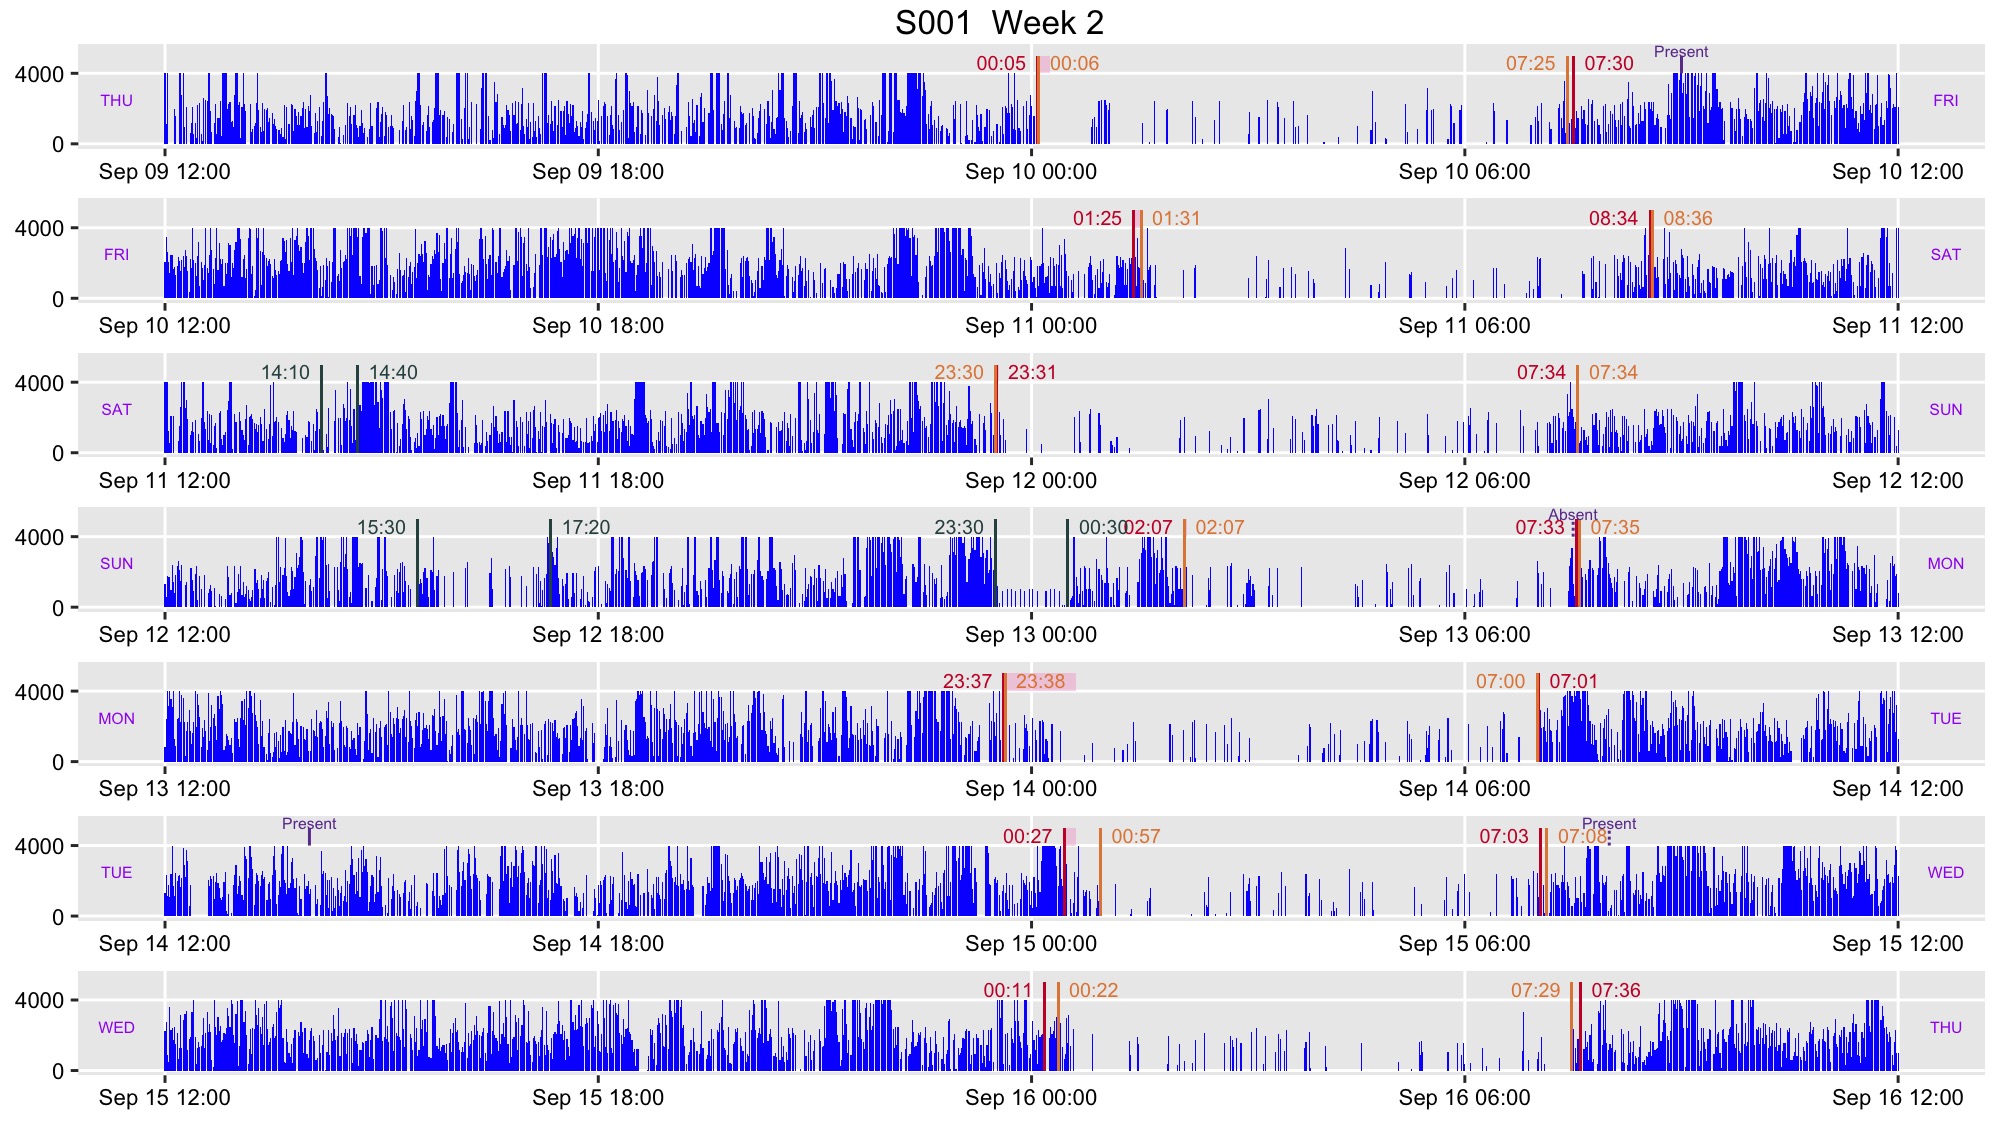 S001  Week 2
Present
00:05 00:06 07:25 07:30
4000
THU FRI
0
Sep 09 12:00 Sep 09 18:00 Sep 10 00:00 Sep 10 06:00 Sep 10 12:00
01:25 01:31 08:34 08:36
4000
FRI SAT
0
Sep 10 12:00 Sep 10 18:00 Sep 11 00:00 Sep 11 06:00 Sep 11 12:00
14:10 14:40 23:30 23:31 07:34 07:34
4000
SAT SUN
0
Sep 11 12:00 Sep 11 18:00 Sep 12 00:00 Sep 12 06:00 Sep 12 12:00
Absent
15:30 17:20 23:30 00:30 02:07 02:07 07:33 07:35
4000
SUN MON
0
Sep 12 12:00 Sep 12 18:00 Sep 13 00:00 Sep 13 06:00 Sep 13 12:00
23:37 23:38 07:00 07:01
4000
MON TUE
0
Sep 13 12:00 Sep 13 18:00 Sep 14 00:00 Sep 14 06:00 Sep 14 12:00
Present Present
00:27 00:57 07:03 07:08
4000
TUE WED
0
Sep 14 12:00 Sep 14 18:00 Sep 15 00:00 Sep 15 06:00 Sep 15 12:00
00:11 00:22 07:29 07:36
4000
WED THU
0
Sep 15 12:00 Sep 15 18:00 Sep 16 00:00 Sep 16 06:00 Sep 16 12:00